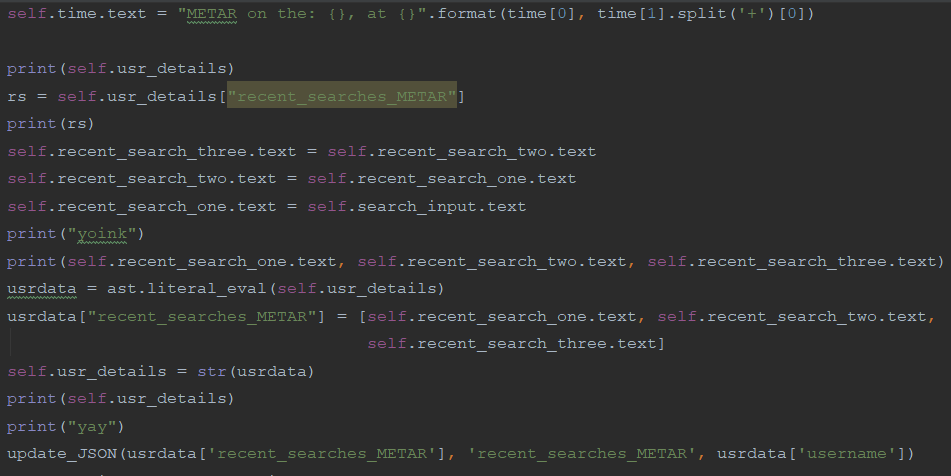 self.time.text = "METAR on the: {}, at {}".format(time[0], time[1].split('+')[0])
print(self.usr_details)
rs = self.usr_details["recent_searches_METAR"]
print(rs)
self.recent_search_three.text = self.recent_search_two.text
self.recent_search_two.text = self.recent_search_one.text
self.recent_search_one.text = self.search_input.text
print("yoink")
print(self.recent_search_one.text, self.recent_search_two.text, self.recent_search_three.text)
usrdata = ast.literal_eval(self.usr_details)
usrdata["recent_searches_METAR"] = [self.recent_search_one.text, self.recent_search_two.text,
self.recent_search_three.text]
self.usr_details = str(usrdata)
print(self.usr_details)
print("yay")
update_JSON(usrdata['recent_searches_METAR'], 'recent_searches_METAR', usrdata['username'])